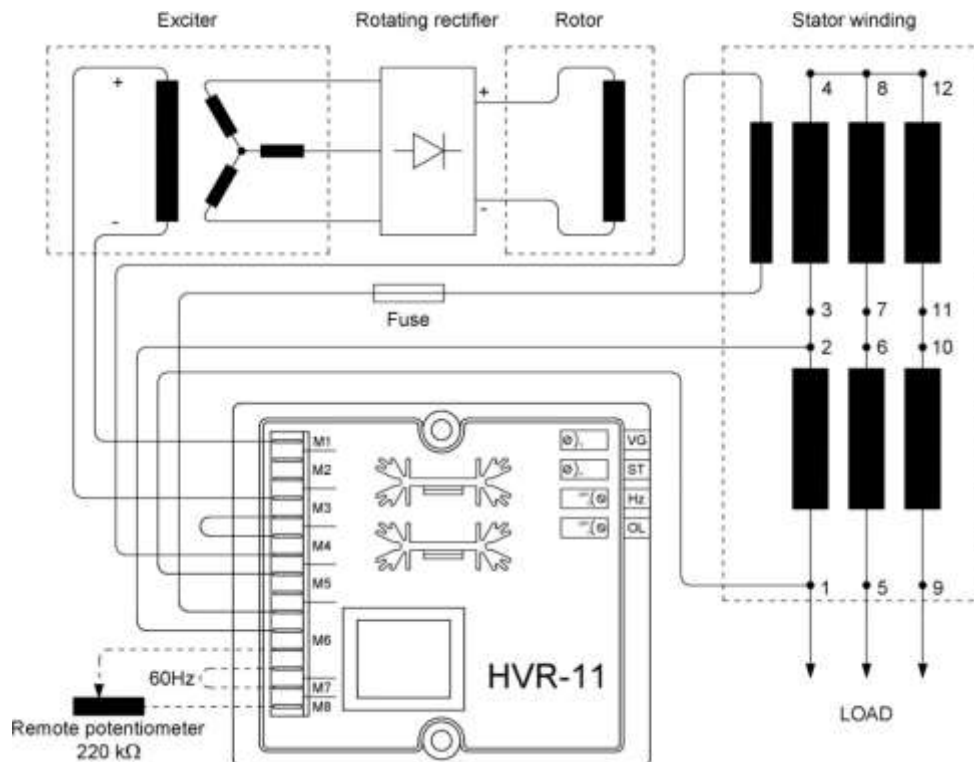 Exciter
Rotating rectifier
Rotor
Stator winding
+
-
+
-
4
8
12
3
7
11
2
6
10
1
5
9
Fuse
M1
M2
M3
M4
M5
M6
M7
M8
VG
ST
Hz
OL
HVR-11
60Hz
Remote potentiometer
220 kΩ
LOAD